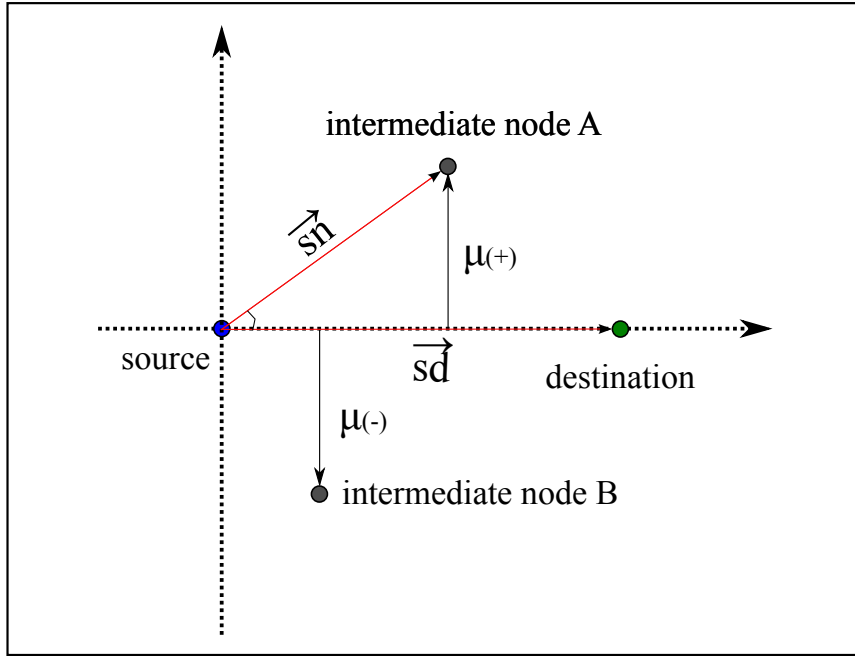 intermediate node A
sn
μ(+)
source
sd
destination
μ(-)
intermediate node B